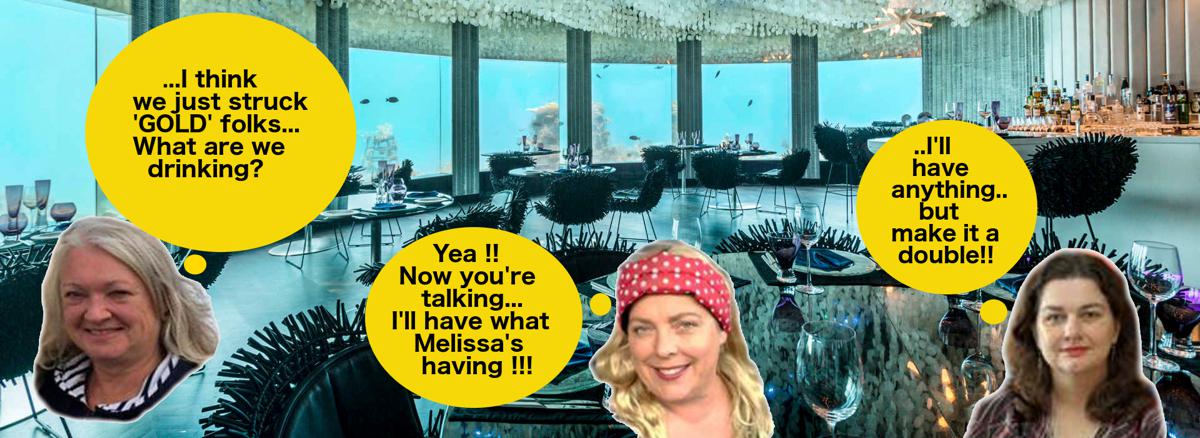 ...I think
we just struck
'GOLD' folks...
What are we
drinking?
Yea !!
Now you're
talking...
I'll have what
Melissa's
having !!!
..I'll
have
anything..
but
make it a
double!!